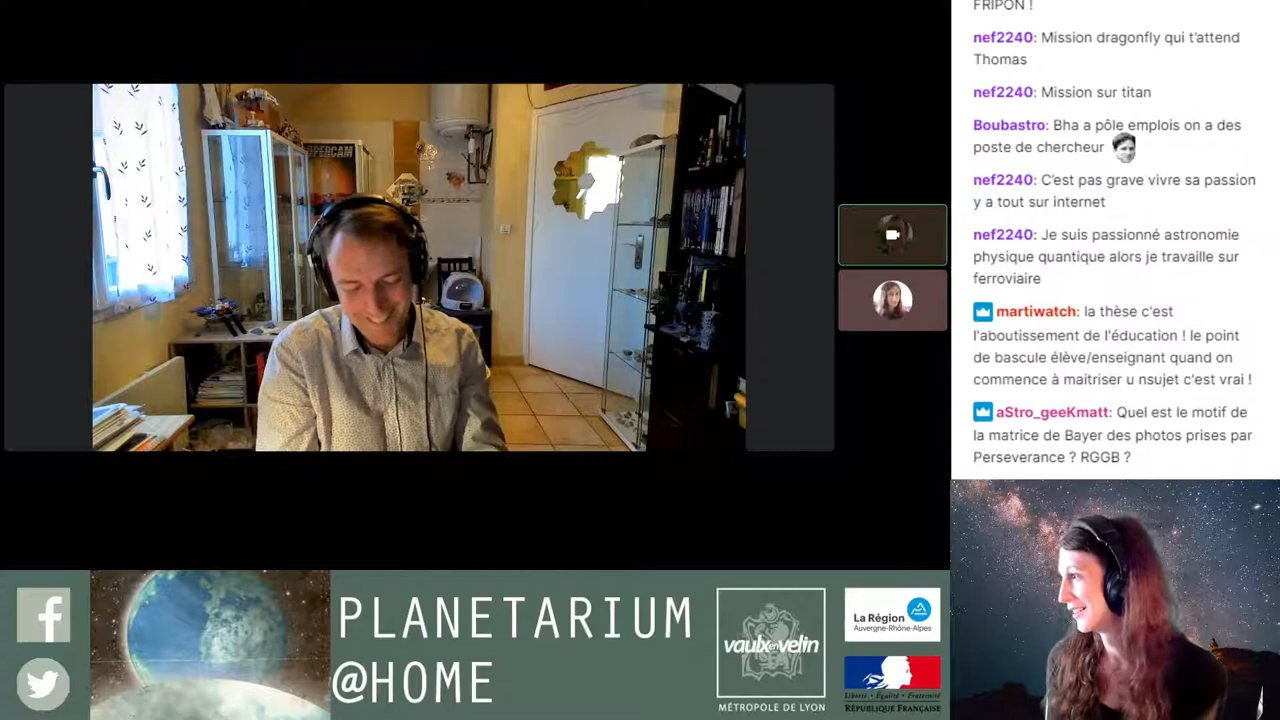 SUPERCAM
FRIPON !
nef2240: Mission dragonfly qui t'attend
Thomas
nef2240: Mission sur titan
Boubastro: Bha a pôle emplois on a des
poste de chercheur
nef2240: C'est pas grave vivre sa passion
y a tout sur internet
nef2240: Je suis passionné astronomie
physique quantique alors je travaille sur
ferroviaire
martiwatch: la thèse c'est
l'aboutissement de l'éducation ! le point
de bascule élève/enseignant quand on
commence à maitriser u nsujet c'est vrai !
aStro_geeKmatt: Quel est le motif de
la matrice de Bayer des photos prises par
Perseverance ? RGGB ?
PLANETARIUM
@HOME
vaulx en velin
MÉTROPOLE DE LYON
La Région
Auvergne-Rhône-Alpes
Liberté • Égalité • Fraternité
RÉPUBLIQUE FRANÇAISE